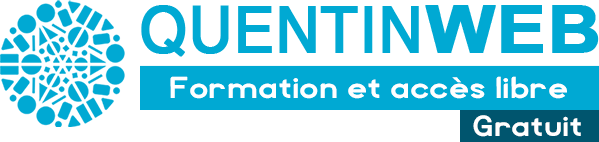 QUENTINWEB
Formation et accès libre
Gratuit